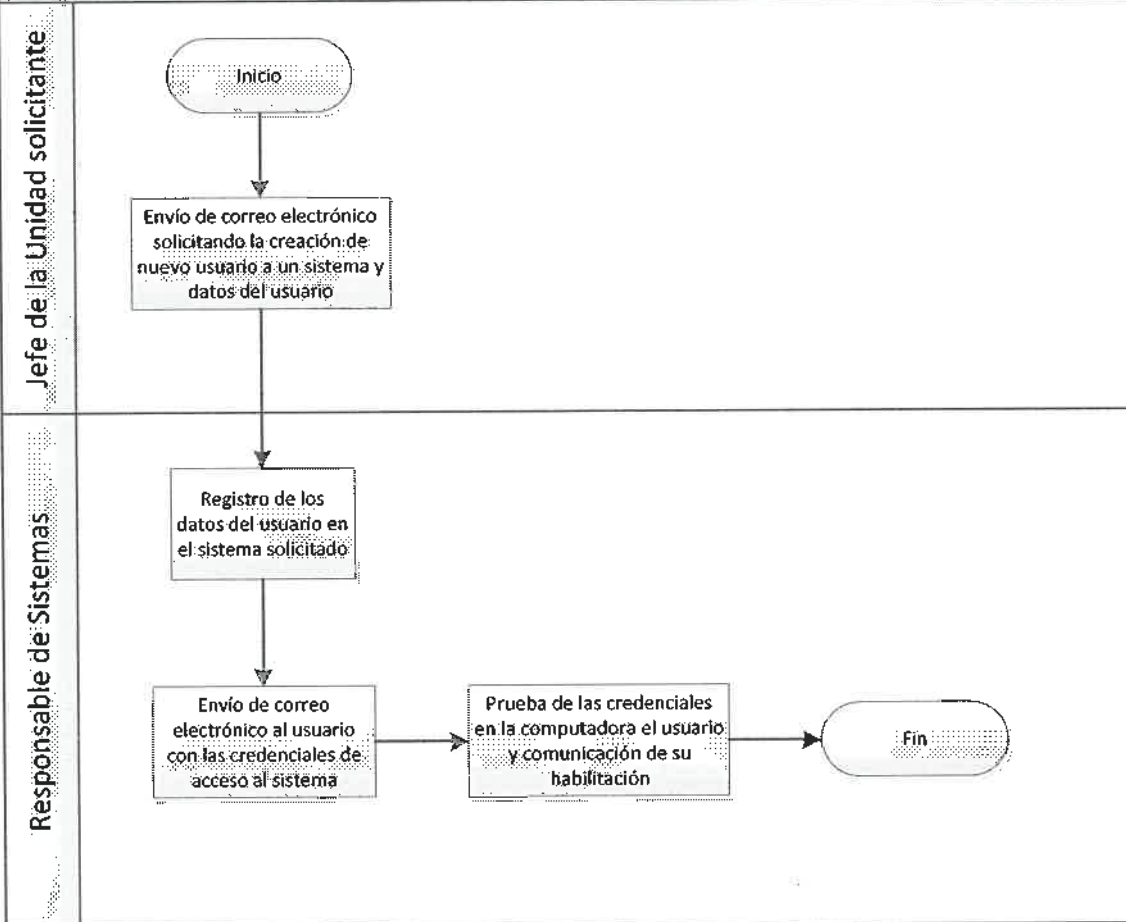 Jefe de la Unidad solicitante
Inicio
Envío de correo electrónico
solicitando la creación de
nuevo usuario a un sistema y
datos del usuario
Responsable de Sistemas
Registro de los
datos del usuario en
el sistema solicitado
Envío de correo
electrónico al usuario
con las credenciales de
acceso al sistema
Prueba de las credenciales
en la computadora el usuario
y comunicación de su
habilitación
Fin